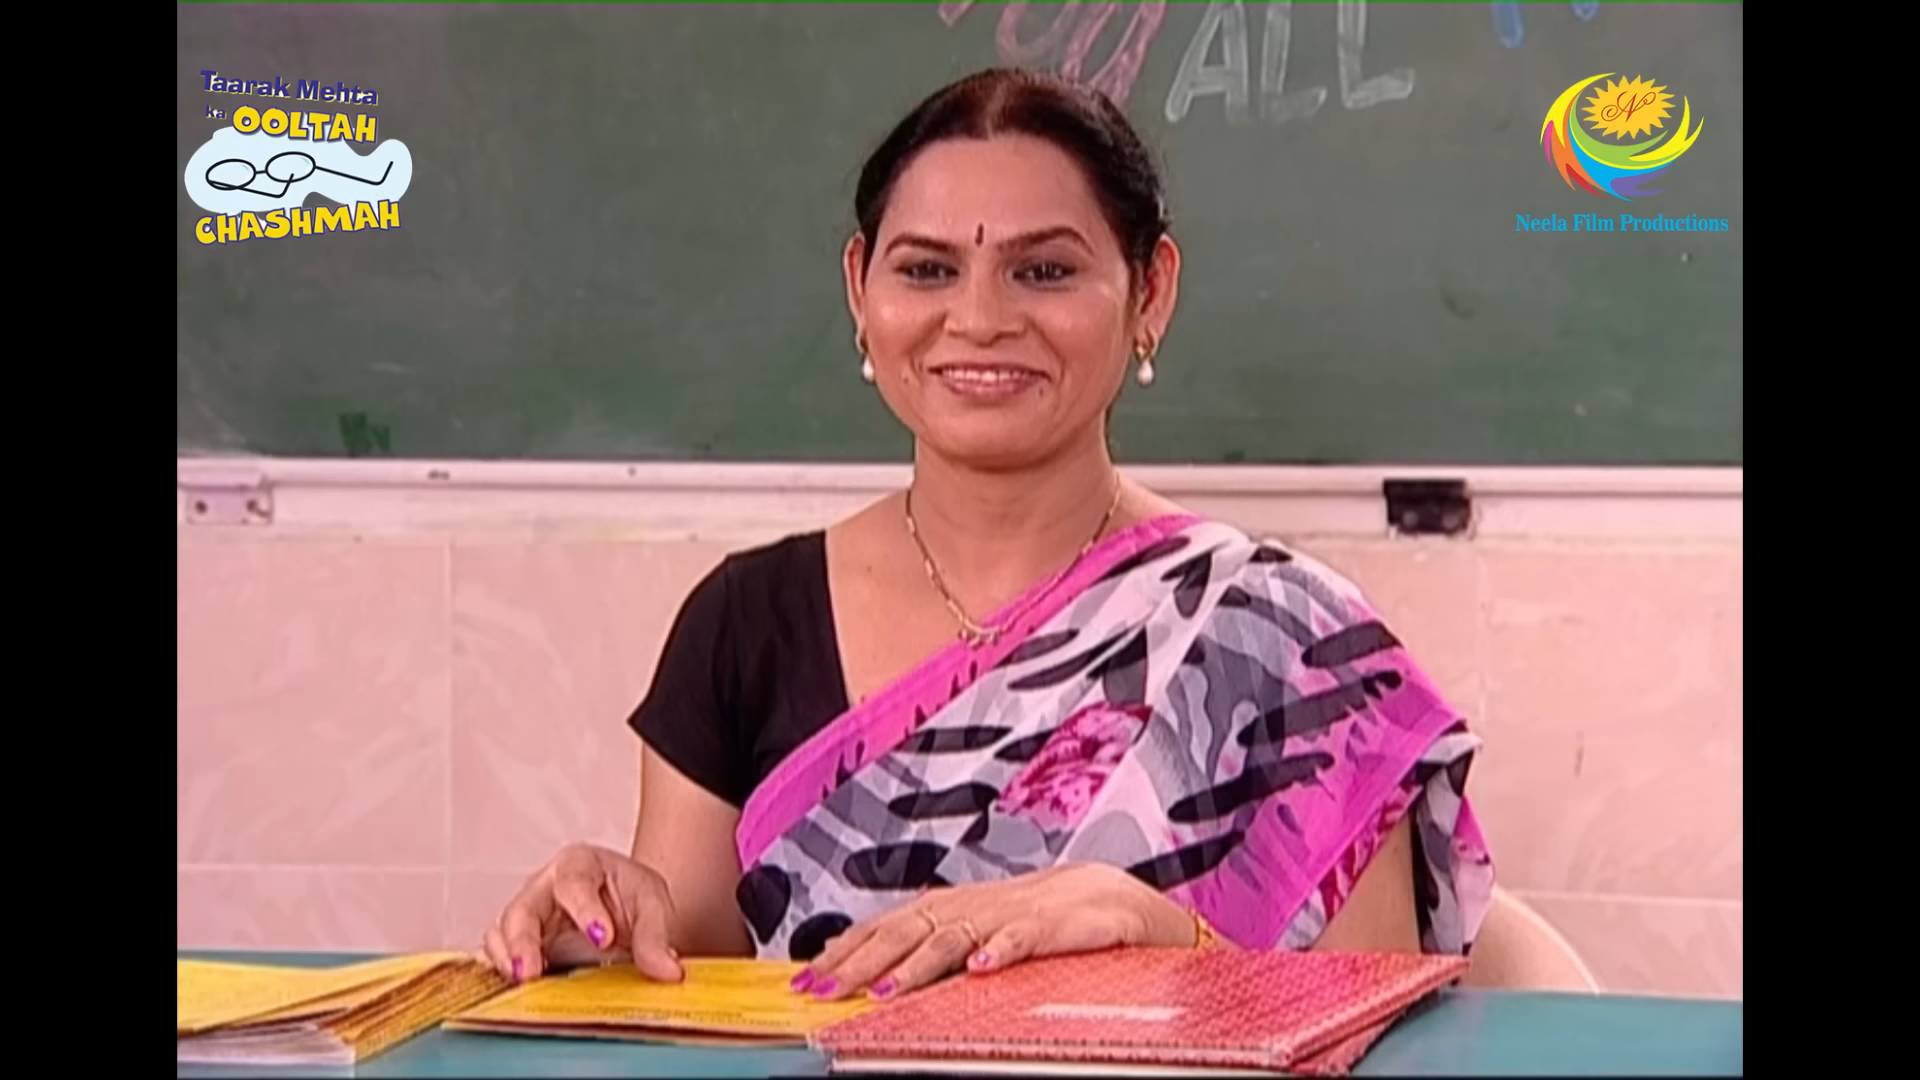 ALL
Taarak Mehta
ka OOLTAH
CHASHMAH
N
Neela Film Productions